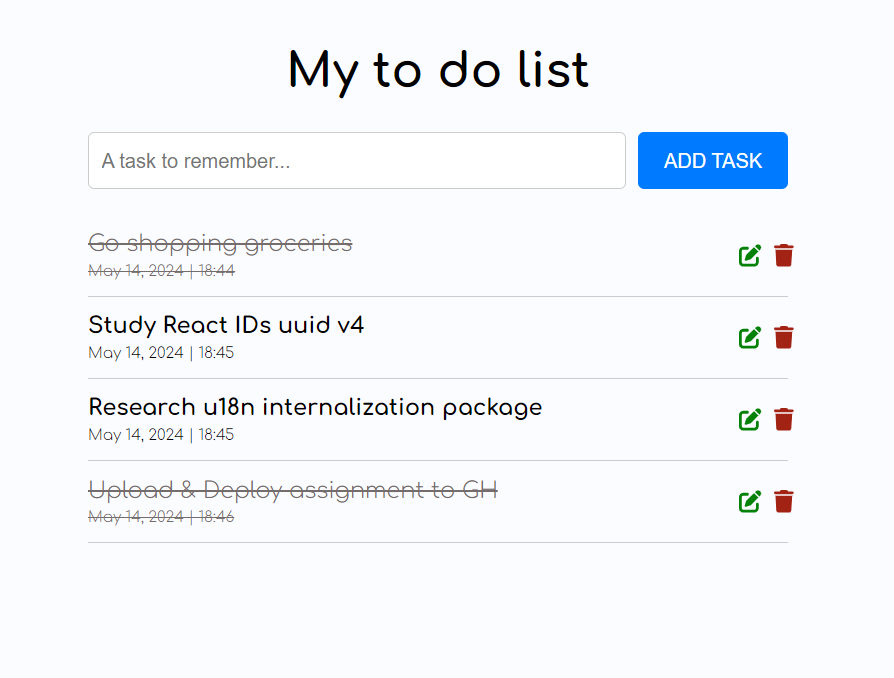 My to do list
A task to remember...
ADD TASK
Go shopping groceries
May 14, 2024 | 18:44
Study React IDs uuid v4
May 14, 2024 | 18:45
Research u18n internalization package
May 14, 2024 | 18:45
Upload & Deploy assignment to GH
May 14, 2024 | 18:46